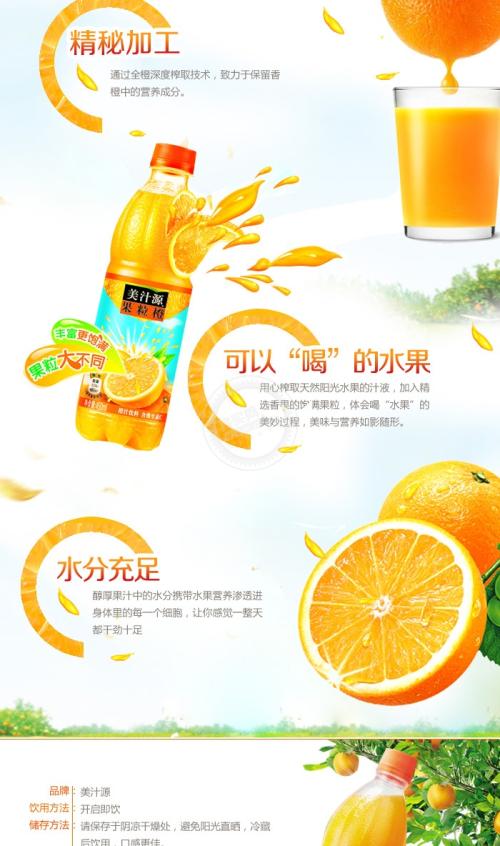 精秘加工
通过全橙深度榨取技术，致力于保留香
橙中的营养成分。
美汁源
果粒橙
丰富更饱满
果粒大不同
可以“喝”的水果
用心榨取天然阳光水果的汁液，加入精
选香里的饱满果粒，体会喝“水果”的
美妙过程，美味与营养如影随形。
水分充足
醇厚果汁中的水分携带水果营养渗透进
身体里的每一个细胞，让你感觉一整天
都干劲十足
品牌：美汁源
饮用方法：开启即饮
储存方法：请保存于阴凉干燥处，避免阳光直晒，冷藏
后饮用，口感更佳。